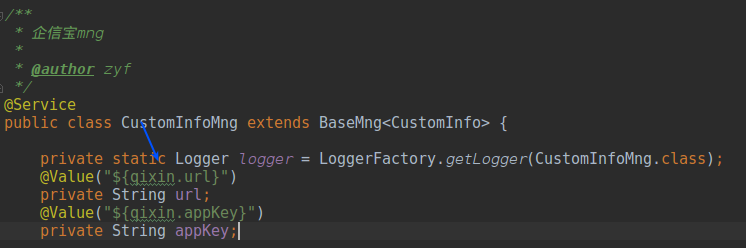 /**
 * 企信宝mng
 *
 * @author zyf
 */
@Service
public class CustomInfoMng extends BaseMng<CustomInfo> {
private static Logger logger = LoggerFactory.getLogger(CustomInfoMng.class);
@Value("${qixin.url}")
private String url;
@Value("${qixin.appKey}")
private String appKey;